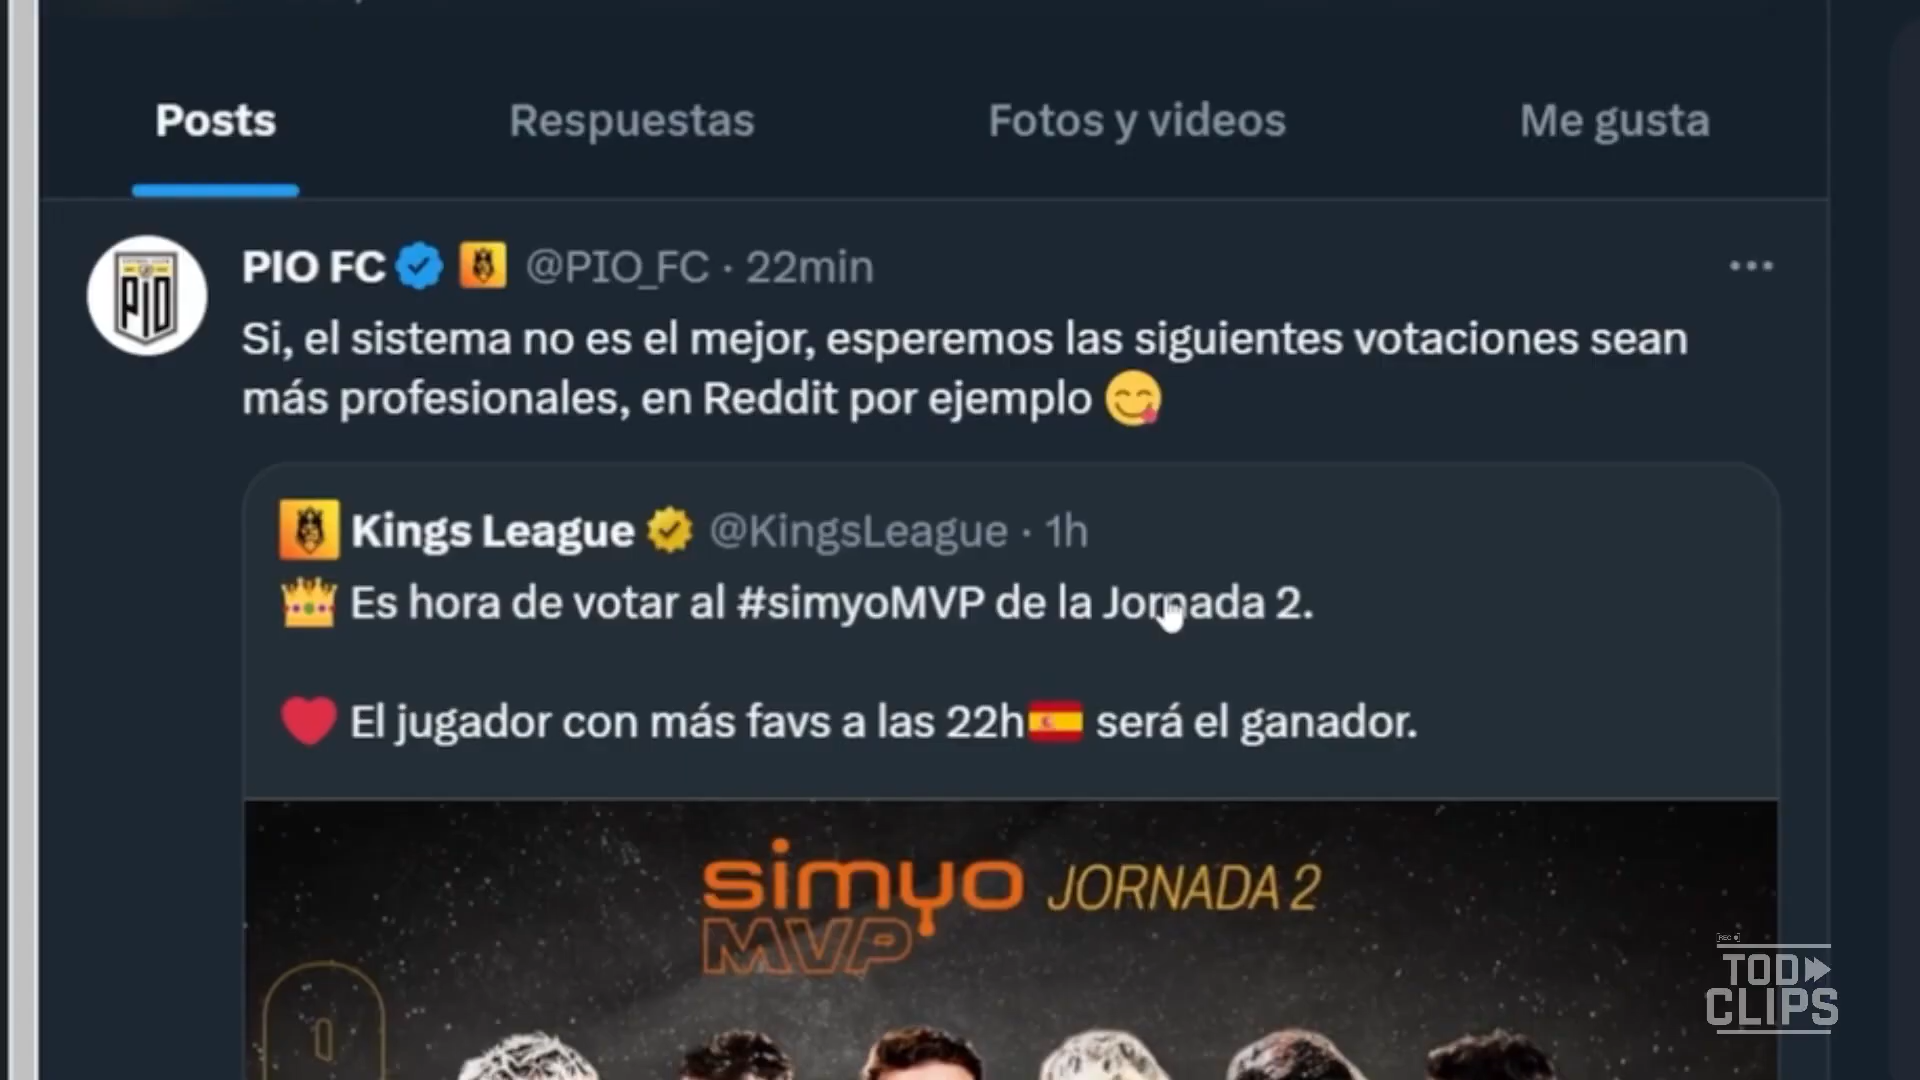 Posts Respuestas Fotos y videos Me gusta
PIO FC @PIO_FC · 22min
PIO
Si, el sistema no es el mejor, esperemos las siguientes votaciones sean
más profesionales, en Reddit por ejemplo 😋
Kings League @KingsLeague · 1h
👑 Es hora de votar al #simyoMVP de la Jornada 2.
❤️ El jugador con más favs a las 22h🇪🇸 será el ganador.
simyo JORNADA 2
MVP
REC
TOD
CLIPS